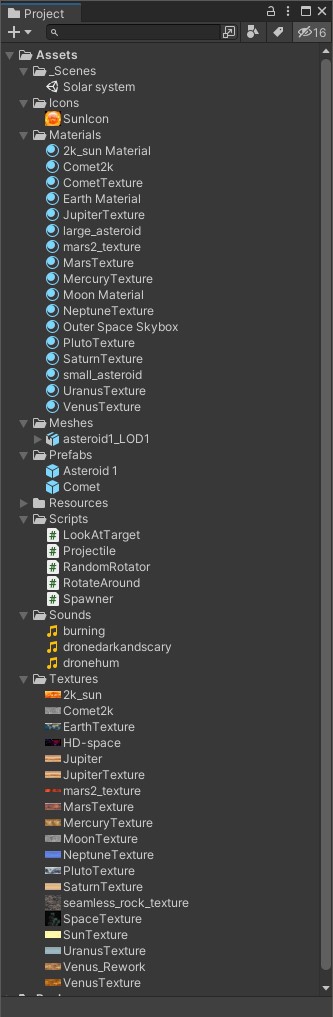 Project
16
Assets
_Scenes
Solar system
Icons
SunIcon
Materials
2k_sun Material
Comet2k
CometTexture
Earth Material
JupiterTexture
large_asteroid
mars2_texture
MarsTexture
MercuryTexture
Moon Material
NeptuneTexture
Outer Space Skybox
PlutoTexture
SaturnTexture
small_asteroid
UranusTexture
VenusTexture
Meshes
asteroid1_LOD1
Prefabs
Asteroid 1
Comet
Resources
Scripts
LookAtTarget
Projectile
RandomRotator
RotateAround
Spawner
Sounds
burning
dronedarkandscary
dronehum
Textures
2k_sun
Comet2k
EarthTexture
HD-space
Jupiter
JupiterTexture
mars2_texture
MarsTexture
MercuryTexture
MoonTexture
NeptuneTexture
PlutoTexture
SaturnTexture
seamless_rock_texture
SpaceTexture
SunTexture
UranusTexture
Venus_Rework
VenusTexture